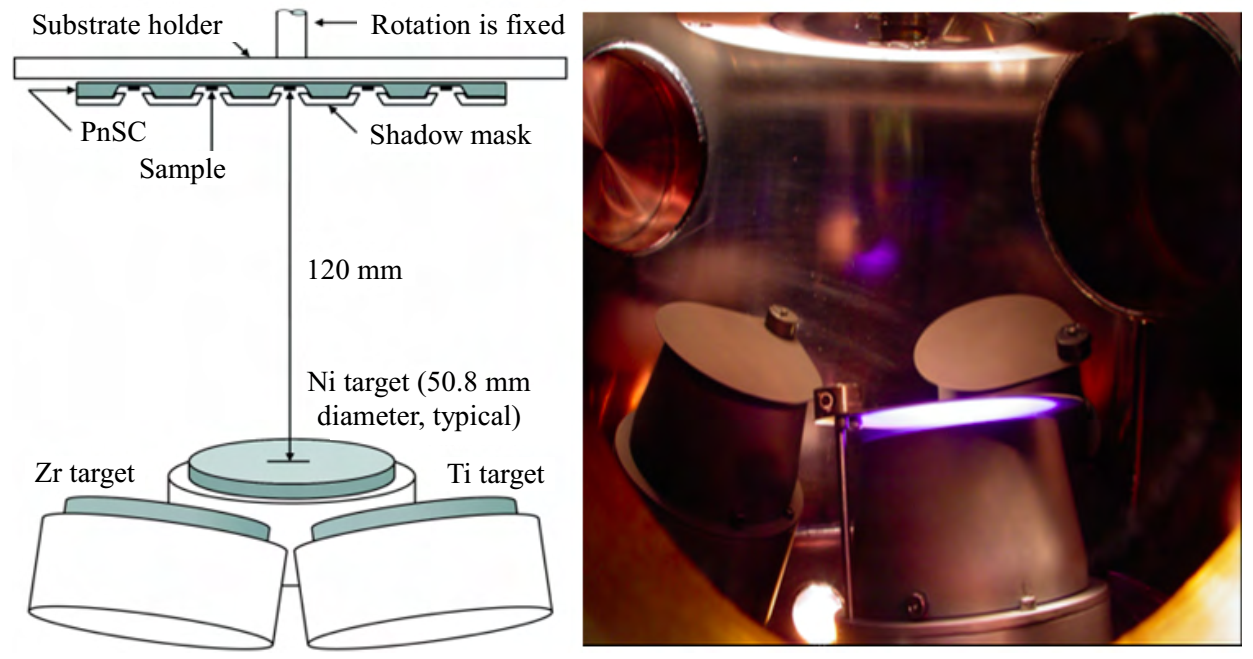 Substrate holder
Rotation is fixed
PnSC
Shadow mask
Sample
120 mm
Ni target (50.8 mm
diameter, typical)
Zr target
Ti target